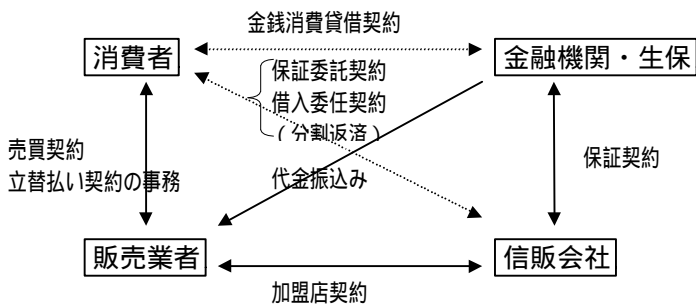 金銭消費貸借契約
消費者
金融機関・生保
保証委託契約
借入委任契約
(分割返済)
売買契約
立替払い契約の事務
代金振込み
保証契約
販売業者
信販会社
加盟店契約